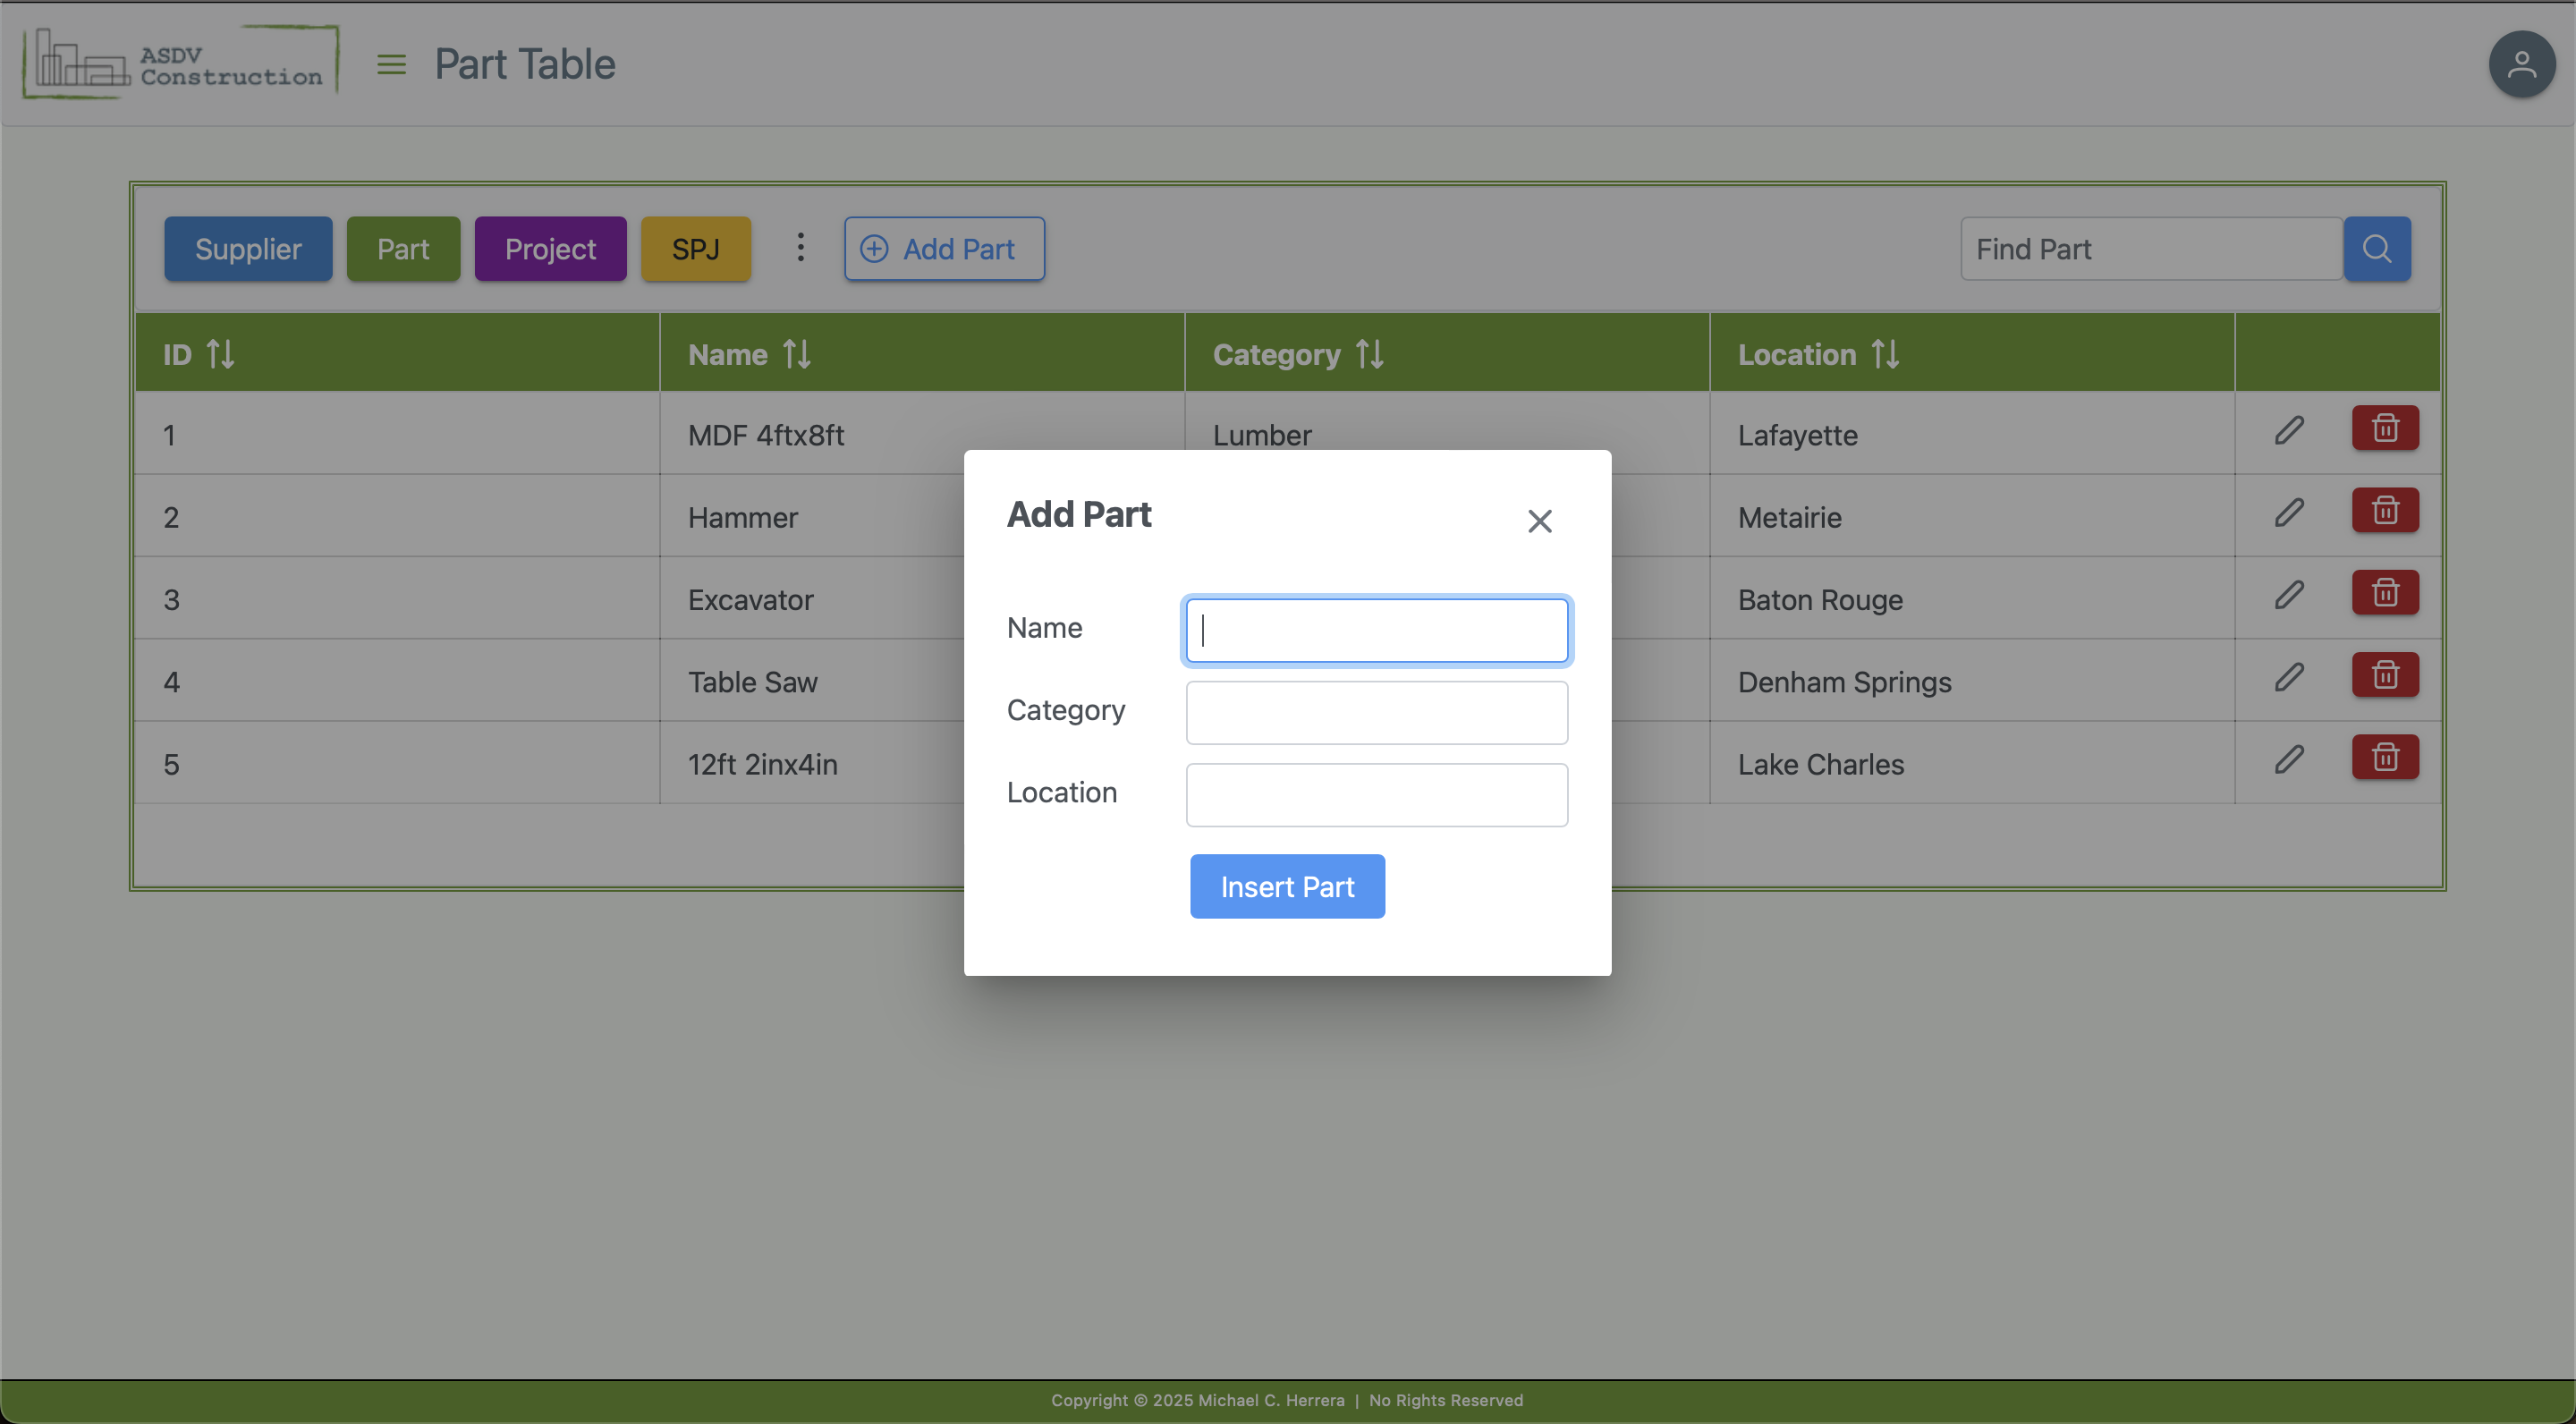 ASDV
Construction
Part Table
Supplier Part Project SPJ Add Part Find Part
ID Name Category Location
1 MDF 4ftx8ft Lumber Lafayette
2 Hammer Metairie
3 Excavator Baton Rouge
4 Table Saw Denham Springs
5 12ft 2inx4in Lake Charles
Add Part
Name
Category
Location
Insert Part
Copyright © 2025 Michael C. Herrera | No Rights Reserved